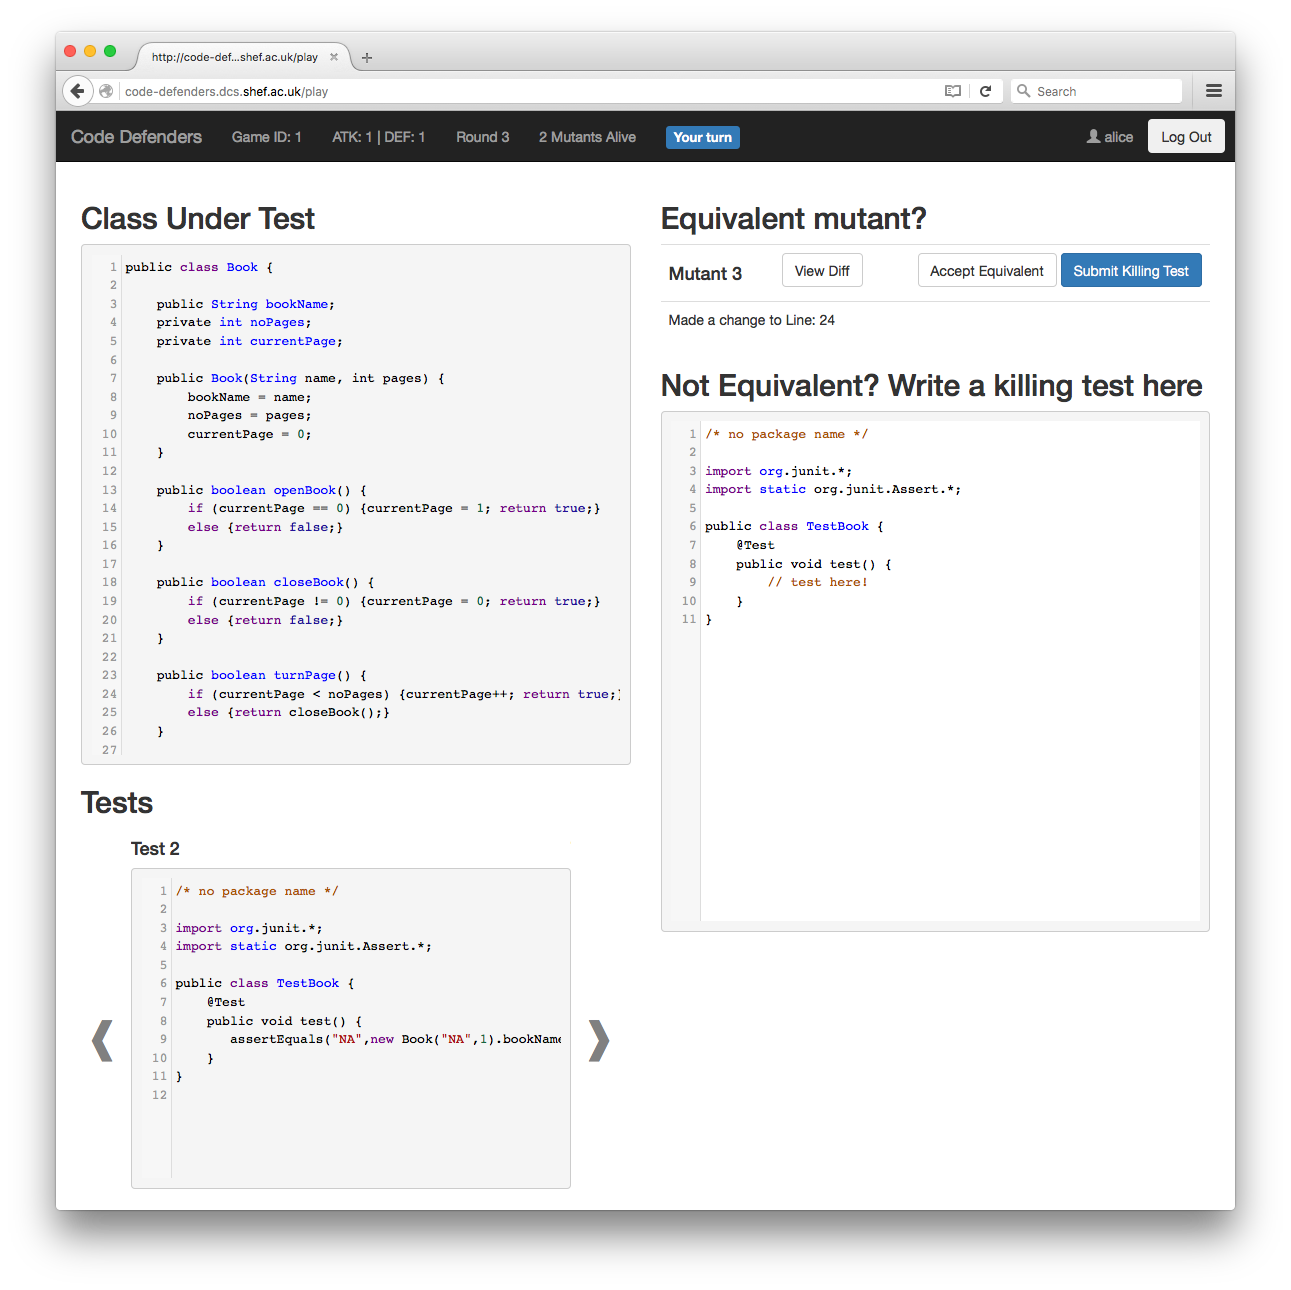 http://code-def...shef.ac.uk/play
code-defenders.dcs.shef.ac.uk/play
Search
Code Defenders Game ID: 1 ATK: 1 | DEF: 1 Round 3 2 Mutants Alive Your turn alice Log Out
Class Under Test
1 public class Book {
2
3 public String bookName;
4 private int noPages;
5 private int currentPage;
6
7 public Book(String name, int pages) {
8 bookName = name;
9 noPages = pages;
10 currentPage = 0;
11 }
12
13 public boolean openBook() {
14 if (currentPage == 0) {currentPage = 1; return true;}
15 else {return false;}
16 }
17
18 public boolean closeBook() {
19 if (currentPage != 0) {currentPage = 0; return true;}
20 else {return false;}
21 }
22
23 public boolean turnPage() {
24 if (currentPage < noPages) {currentPage++; return true;}
25 else {return closeBook();}
26 }
27
Tests
Test 2
1 /* no package name */
2
3 import org.junit.*;
4 import static org.junit.Assert.*;
5
6 public class TestBook {
7 @Test
8 public void test() {
9 assertEquals("NA",new Book("NA",1).bookName
10 }
11 }
12
Equivalent mutant?
Mutant 3 View Diff Accept Equivalent Submit Killing Test
Made a change to Line: 24
Not Equivalent? Write a killing test here
1 /* no package name */
2
3 import org.junit.*;
4 import static org.junit.Assert.*;
5
6 public class TestBook {
7 @Test
8 public void test() {
9 // test here!
10 }
11 }